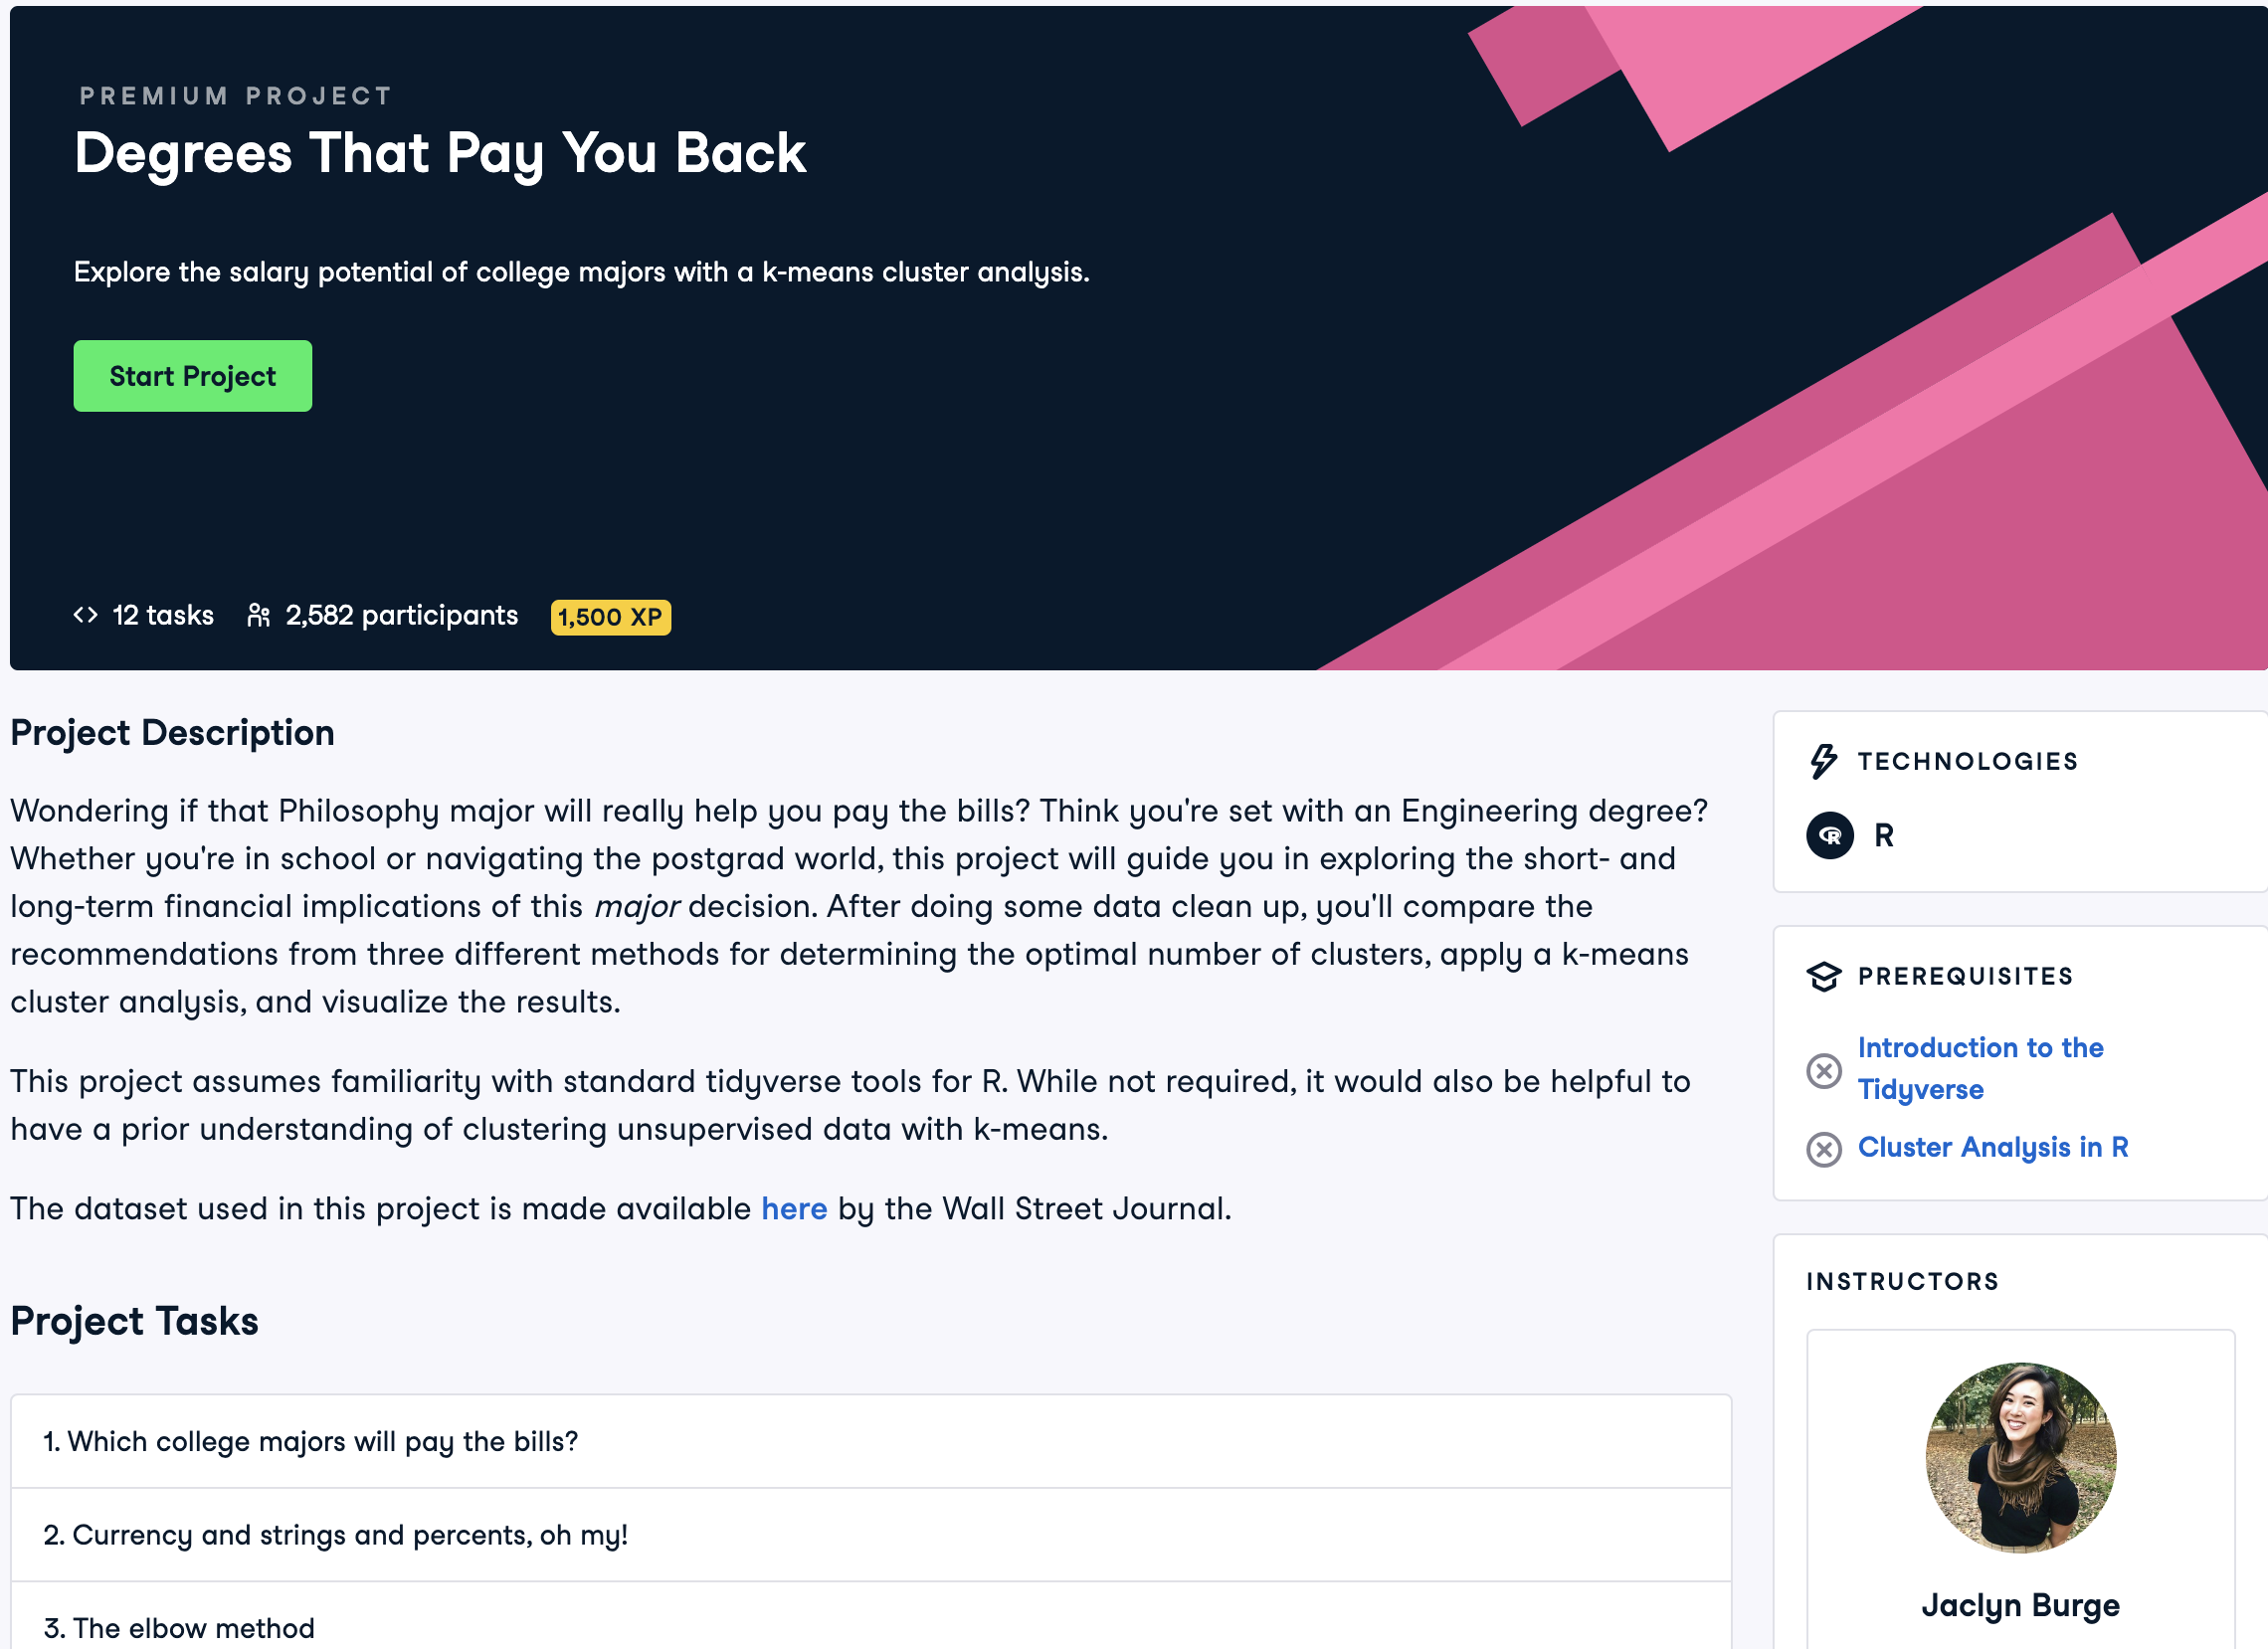 PREMIUM PROJECT
Degrees That Pay You Back
Explore the salary potential of college majors with a k-means cluster analysis.
Start Project
12 tasks 2,582 participants 1,500 XP
Project Description
Wondering if that Philosophy major will really help you pay the bills? Think you're set with an Engineering degree?
Whether you're in school or navigating the postgrad world, this project will guide you in exploring the short- and
long-term financial implications of this major decision. After doing some data clean up, you'll compare the
recommendations from three different methods for determining the optimal number of clusters, apply a k-means
cluster analysis, and visualize the results.
This project assumes familiarity with standard tidyverse tools for R. While not required, it would also be helpful to
have a prior understanding of clustering unsupervised data with k-means.
The dataset used in this project is made available here by the Wall Street Journal.
Project Tasks
1. Which college majors will pay the bills?
2. Currency and strings and percents, oh my!
3. The elbow method
TECHNOLOGIES
R R
PREREQUISITES
Introduction to the
Tidyverse
Cluster Analysis in R
INSTRUCTORS
Jaclyn Burge